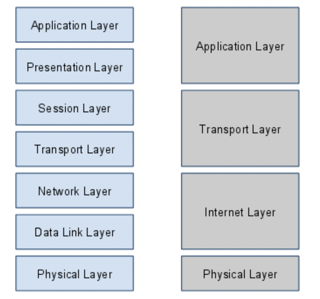 Application Layer
Presentation Layer
Session Layer
Transport Layer
Network Layer
Data Link Layer
Physical Layer
Application Layer
Transport Layer
Internet Layer
Physical Layer